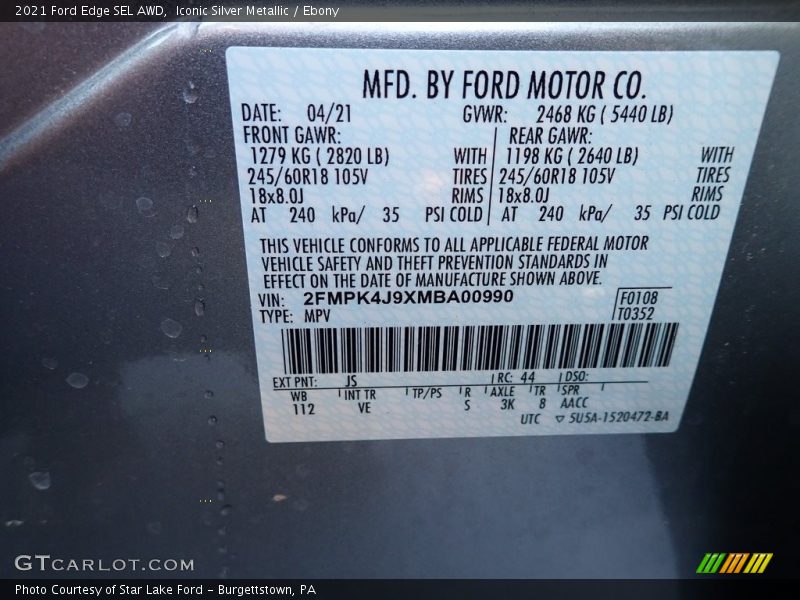 2021 Ford Edge SEL AWD, Iconic Silver Metallic / Ebony
MFD. BY FORD MOTOR CO.
DATE: 04/21 GVWR: 2468 KG ( 5440 LB)
FRONT GAWR: REAR GAWR:
1279 KG ( 2820 LB) WITH 1198 KG ( 2640 LB) WITH
245/60R18 105V TIRES 245/60R18 105V TIRES
18x8.0J RIMS 18x8.0J RIMS
AT 240 kPa/ 35 PSI COLD AT 240 kPa/ 35 PSI COLD
THIS VEHICLE CONFORMS TO ALL APPLICABLE FEDERAL MOTOR
VEHICLE SAFETY AND THEFT PREVENTION STANDARDS IN
EFFECT ON THE DATE OF MANUFACTURE SHOWN ABOVE.
VIN: 2FMPK4J9XMBA00990 F0108
TYPE: MPV T0352
EXT PNT: JS RC: 44 DSO:
WB INT TR TP/PS R AXLE TR SPR
112 VE S 3K 8 AACC
UTC ▽ 5U5A-1520472-BA
GTCARLOT.COM
Photo Courtesy of Star Lake Ford - Burgettstown, PA